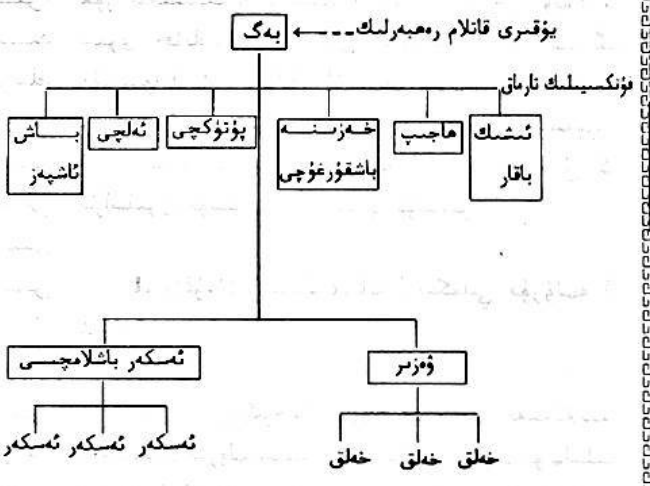 يۇقىرى قاتلام رەھبەرلىك
بەگ
فۇنكسىيىلىك تارماق
ئىشىك باقار
ھاجىپ
خەزىنە باشقۇرغۇچى
پۈتۈكچى
ئەلچى
باش ئاشپەز
ۋەزىر
ئەسكەر باشلامچىسى
خەلق خەلق خەلق
ئەسكەر ئەسكەر ئەسكەر